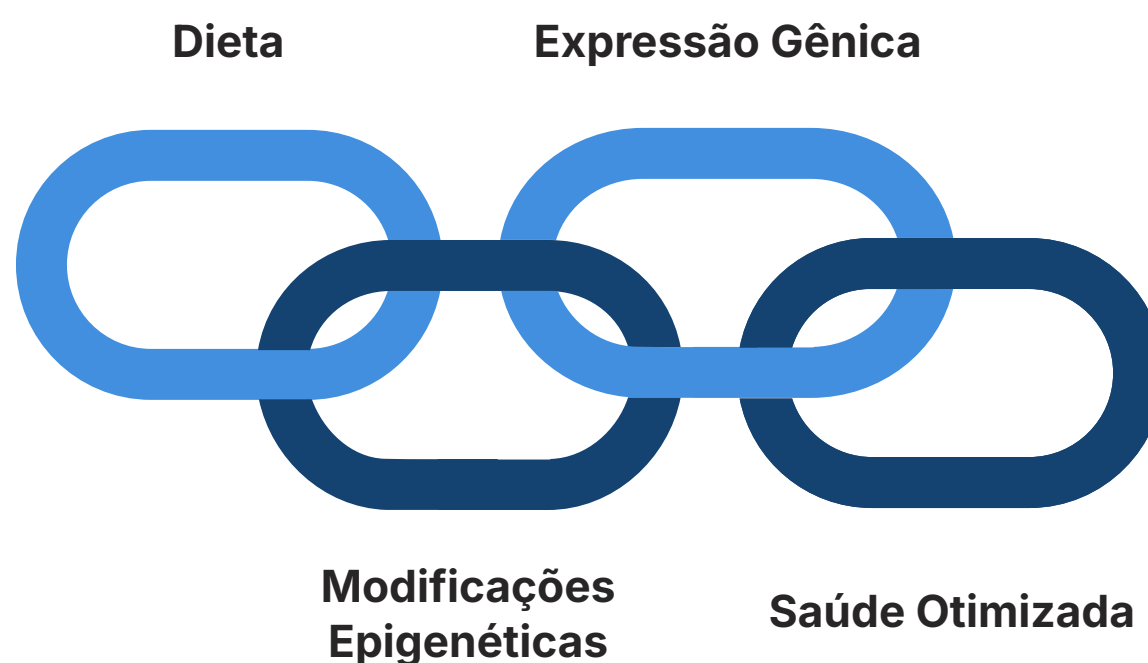 Dieta
Expressão Gênica
Modificações
Epigenéticas
Saúde Otimizada